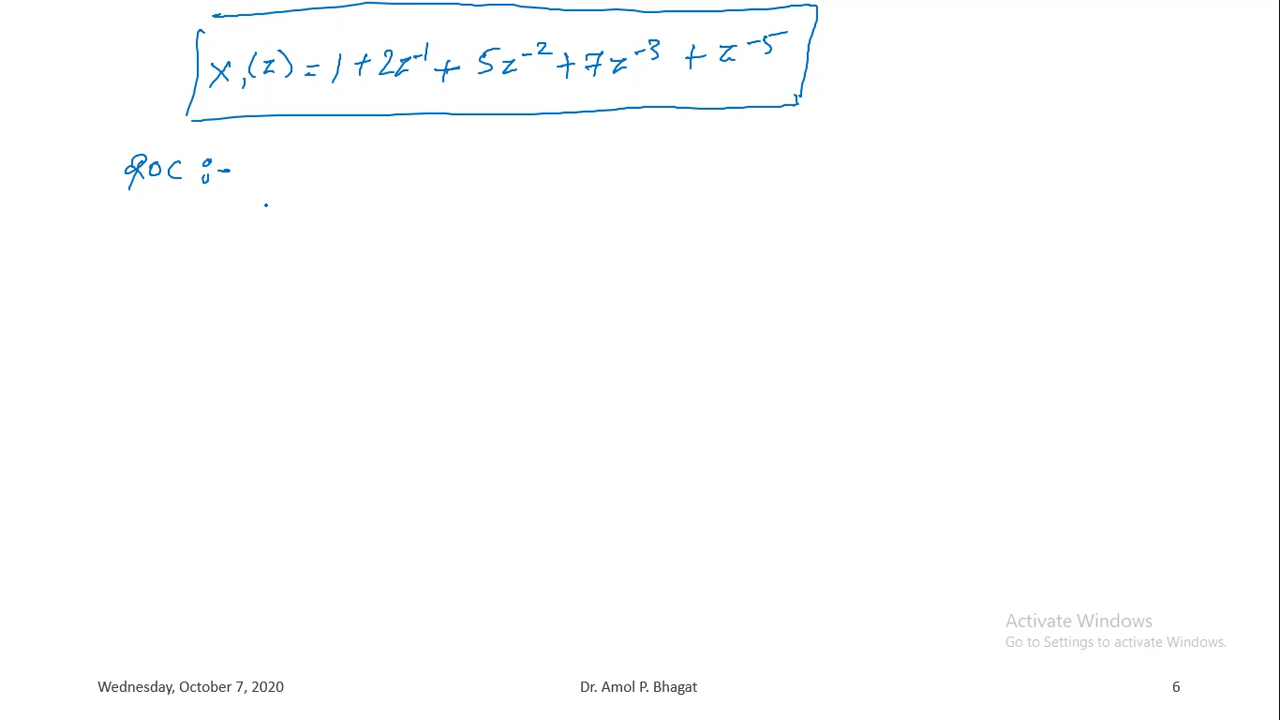 X₁(z) = 1 + 2z⁻¹ + 5z⁻² + 7z⁻³ + z⁻⁵
ROC :-
Activate Windows
Go to Settings to activate Windows.
Wednesday, October 7, 2020 Dr. Amol P. Bhagat 6